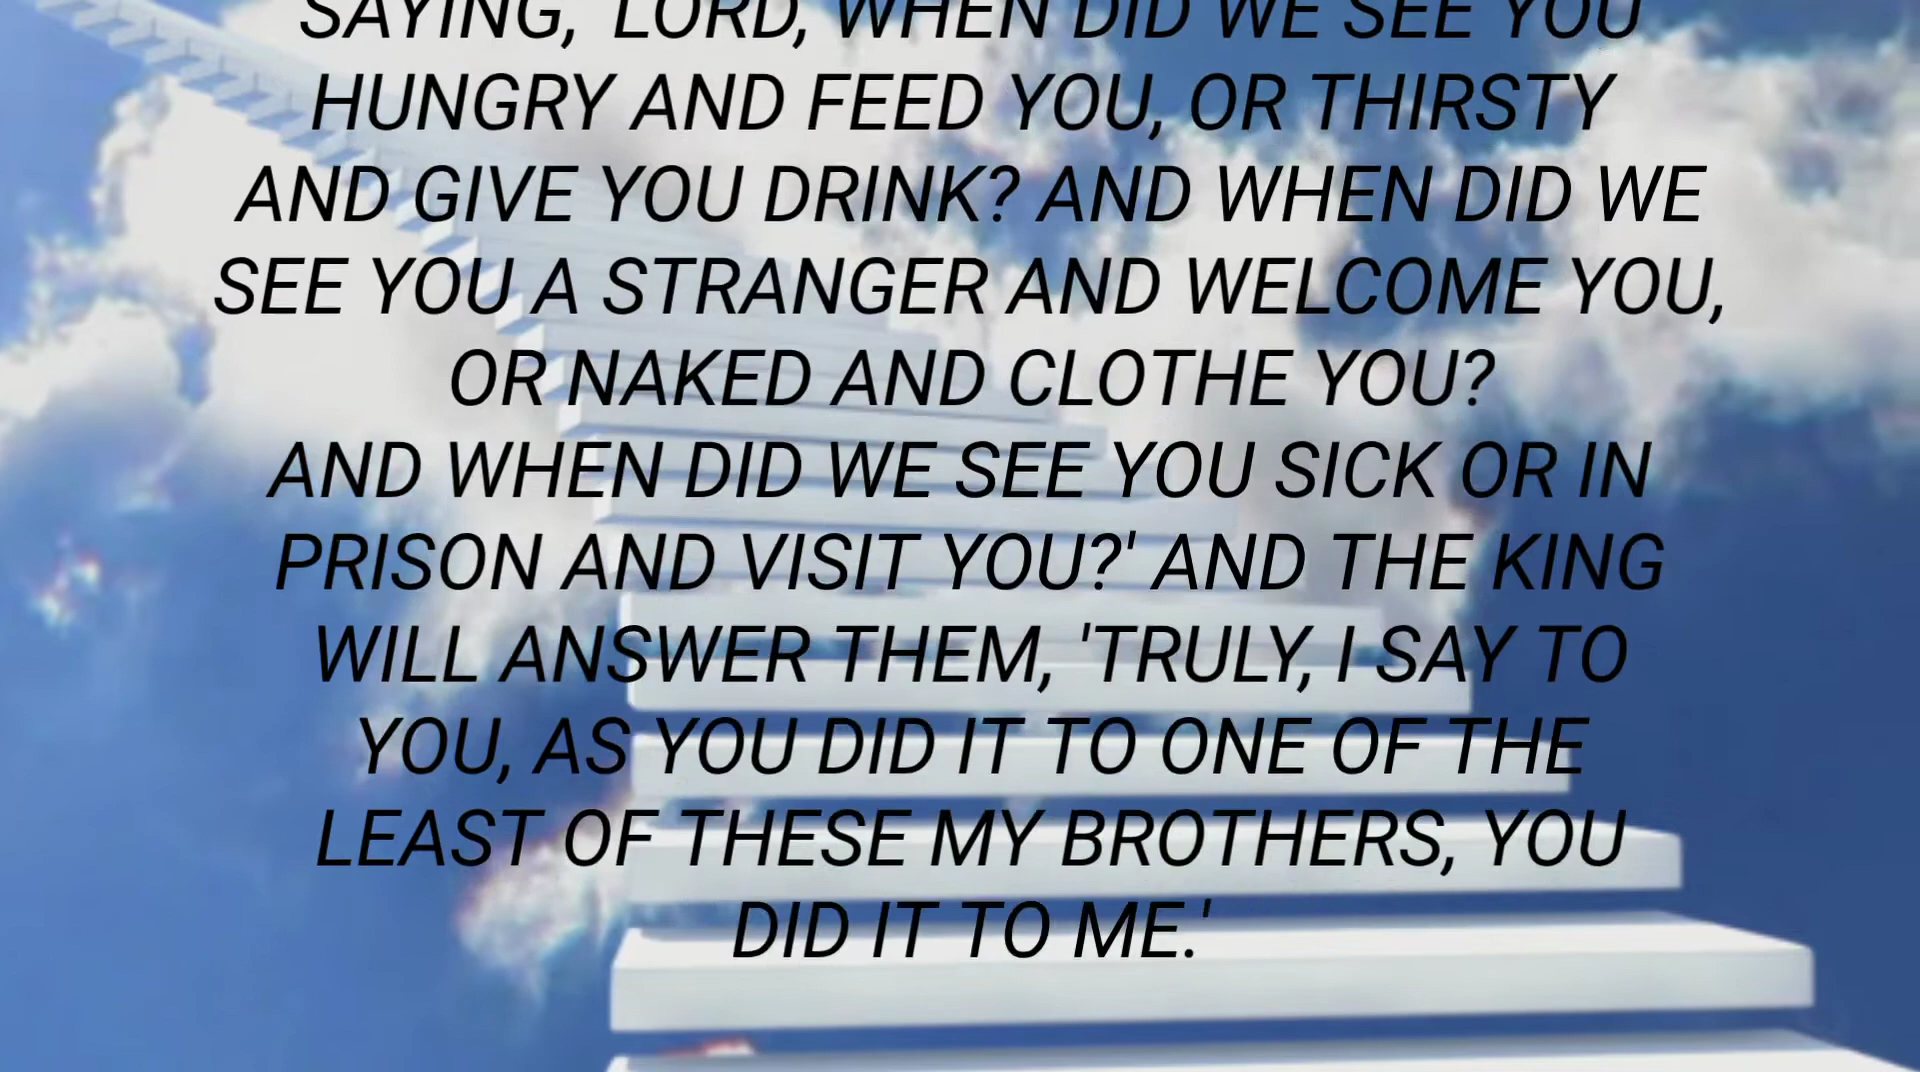 SAYING, 'LORD, WHEN DID WE SEE YOU
HUNGRY AND FEED YOU, OR THIRSTY
AND GIVE YOU DRINK? AND WHEN DID WE
SEE YOU A STRANGER AND WELCOME YOU,
OR NAKED AND CLOTHE YOU?
AND WHEN DID WE SEE YOU SICK OR IN
PRISON AND VISIT YOU?' AND THE KING
WILL ANSWER THEM, 'TRULY, I SAY TO
YOU, AS YOU DID IT TO ONE OF THE
LEAST OF THESE MY BROTHERS, YOU
DID IT TO ME.'